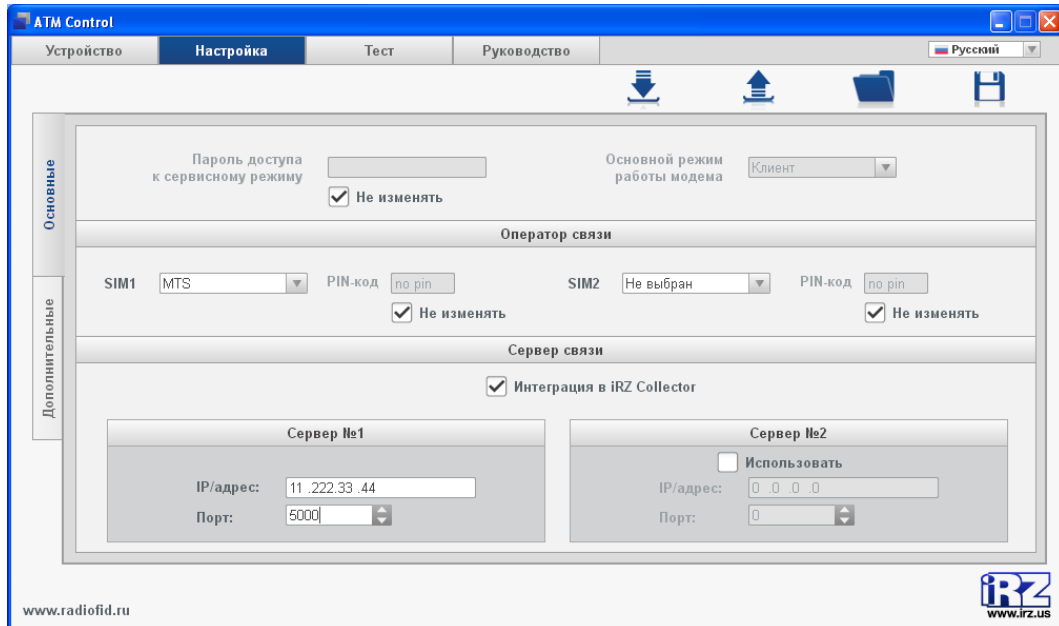 ATM Control
Устройство Настройка Тест Руководство Русский
Основные
Дополнительные
Пароль доступа
к сервисному режиму
Не изменять
Основной режим
работы модема
Клиент
Оператор связи
SIM1 MTS PIN-код no pin
Не изменять
SIM2 Не выбран PIN-код no pin
Не изменять
Сервер связи
Интеграция в iRZ Collector
Сервер №1
IP/адрес: 11 .222.33 .44
Порт: 5000
Сервер №2
Использовать
IP/адрес: 0 .0 .0 .0
Порт: 0
www.radiofid.ru
iRZ
www.irz.us